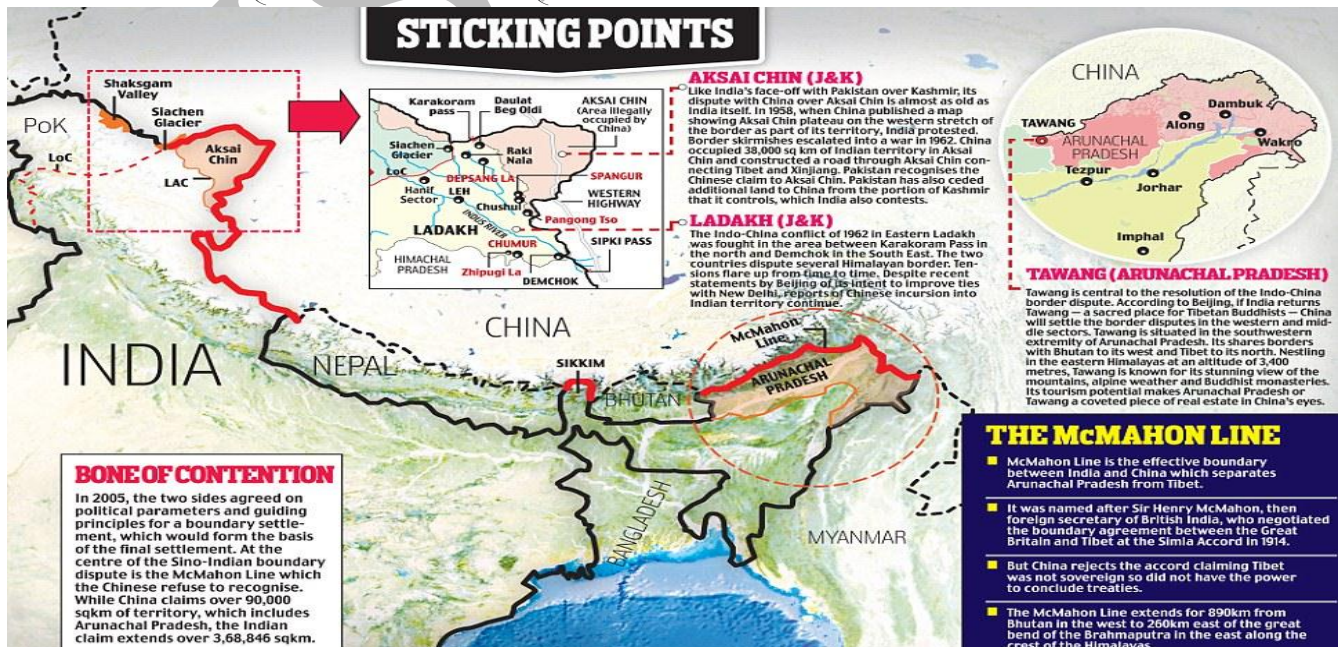 STICKING POINTS
Shaksgam
Valley
Siachen
Glacier
PoK
LoC
Aksai
Chin
LAC
Karakoram
pass
Daulat
Beg Oldi
AKSAI CHIN
(Area illegally
occupied by
China)
Siachen
Glacier
Raki
Nala
LoC
DEPSANG LA
SPANGUR
Hanif
Sector
LEH
Chushul
WESTERN
HIGHWAY
INDUS RIVER
Pangong Tso
LADAKH
CHUMUR
SIPKI PASS
HIMACHAL
PRADESH
Zhipugi La
DEMCHOK
AKSAI CHIN (J&K)
Like India's face-off with Pakistan over Kashmir, its
dispute with China over Aksai Chin is almost as old as
India itself. In 1958, when China published a map
showing Aksai Chin plateau on the western stretch of
the border as part of its territory, India protested.
Border skirmishes escalated into a war in 1962. China
occupied 38,000 sq km of Indian territory in Aksai
Chin and constructed a road through Aksai Chin con-
necting Tibet and Xinjiang. Pakistan recognises the
Chinese claim to Aksai Chin. Pakistan has also ceded
additional land to China from the portion of Kashmir
that it controls, which India also contests.
LADAKH (J&K)
The Indo-China conflict of 1962 in Eastern Ladakh
was fought in the area between Karakoram Pass in
the north and Demchok in the South East. The two
countries dispute several Himalayan border. Ten-
sions flare up from time to time. Despite recent
statements by Beijing of its intent to improve ties
with New Delhi, reports of Chinese incursion into
Indian territory continue.
CHINA
TAWANG
ARUNACHAL
PRADESH
Dambuk
Along
Wakro
Tezpur
Jorhar
Imphal
TAWANG (ARUNACHAL PRADESH)
Tawang is central to the resolution of the Indo-China
border dispute. According to Beijing, if India returns
Tawang — a sacred place for Tibetan Buddhists — China
will settle the border disputes in the western and mid-
dle sectors. Tawang is situated in the southwestern
extremity of Arunachal Pradesh. Its shares borders
with Bhutan to its west and Tibet to its north. Nestling
in the eastern Himalayas at an altitude of 3,400
metres, Tawang is known for its stunning view of the
mountains, alpine weather and Buddhist monasteries.
Its tourism potential makes Arunachal Pradesh or
Tawang a coveted piece of real estate in China's eyes.
INDIA
NEPAL
CHINA
SIKKIM
BHUTAN
McMahon
Line
ARUNACHAL
PRADESH
BANGLADESH
MYANMAR
BONE OF CONTENTION
In 2005, the two sides agreed on
political parameters and guiding
principles for a boundary settle-
ment, which would form the basis
of the final settlement. At the
centre of the Sino-Indian boundary
dispute is the McMahon Line which
the Chinese refuse to recognise.
While China claims over 90,000
sqkm of territory, which includes
Arunachal Pradesh, the Indian
claim extends over 3,68,846 sqkm.
THE McMAHON LINE
McMahon Line is the effective boundary
between India and China which separates
Arunachal Pradesh from Tibet.
It was named after Sir Henry McMahon, then
foreign secretary of British India, who negotiated
the boundary agreement between the Great
Britain and Tibet at the Simla Accord in 1914.
But China rejects the accord claiming Tibet
was not sovereign so did not have the power
to conclude treaties.
The McMahon Line extends for 890km from
Bhutan in the west to 260km east of the great
bend of the Brahmaputra in the east along the
crest of the Himalayas.